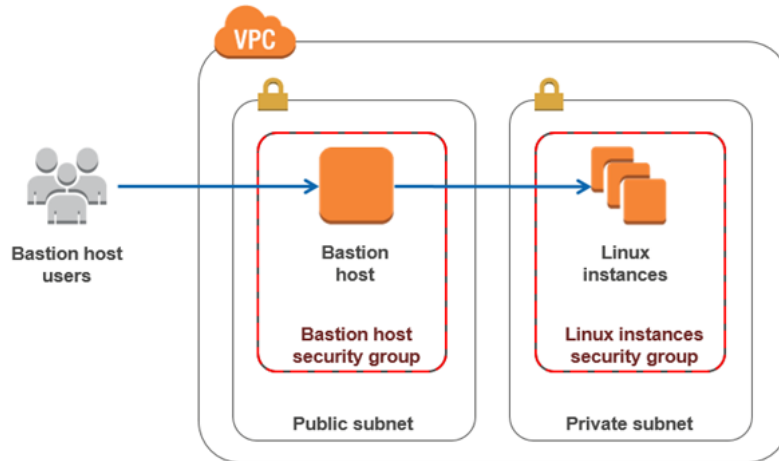 VPC
Bastion host
users
Bastion
host
Bastion host
security group
Public subnet
Linux
instances
Linux instances
security group
Private subnet